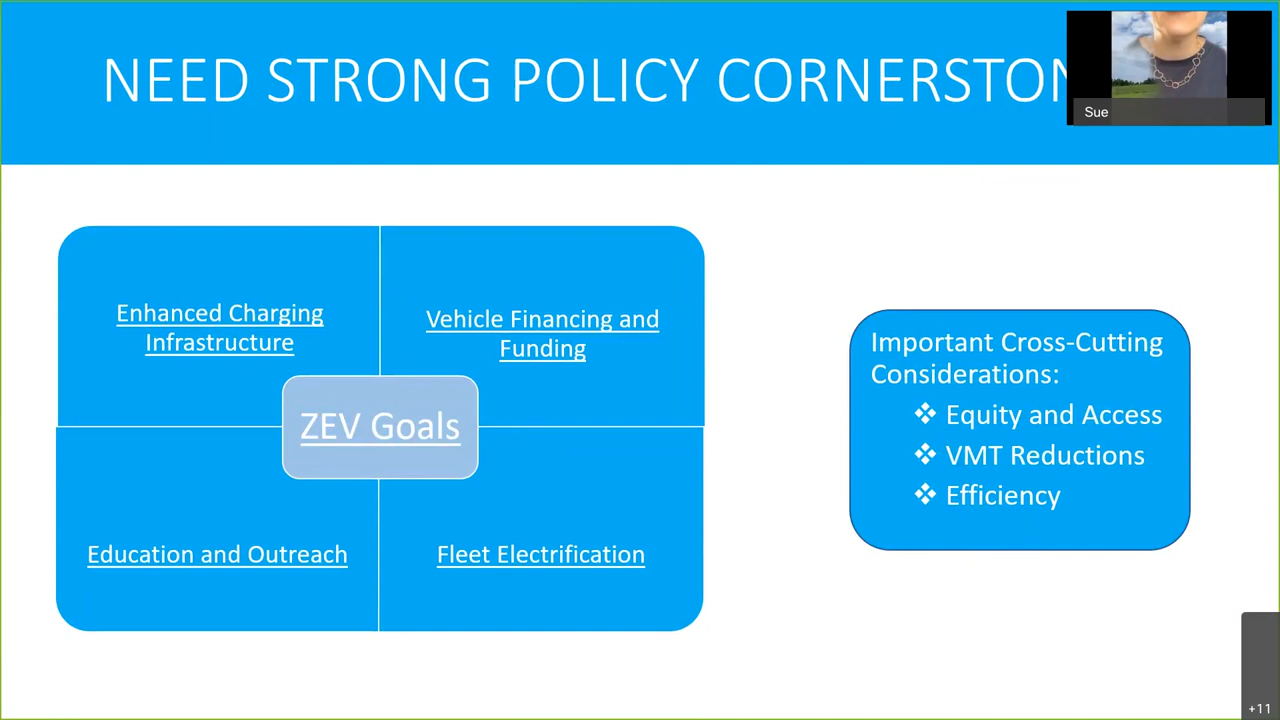 NEED STRONG POLICY CORNERSTON
Sue
Enhanced Charging
Infrastructure
Vehicle Financing and
Funding
ZEV Goals
Education and Outreach
Fleet Electrification
Important Cross-Cutting
Considerations:
❖ Equity and Access
❖ VMT Reductions
❖ Efficiency
+11